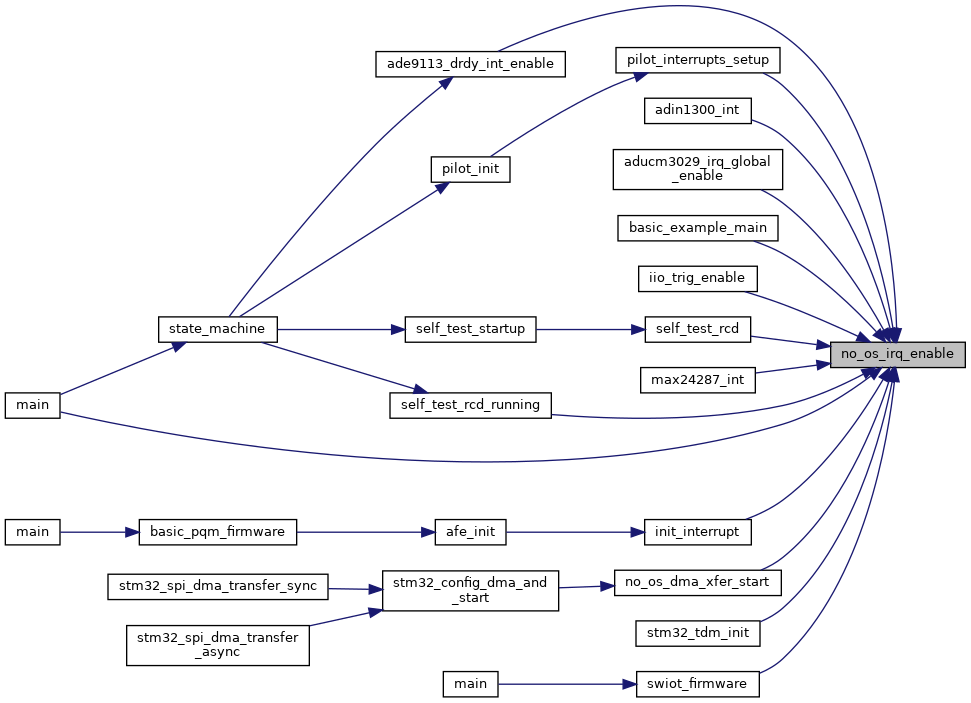 ade9113_drdy_int_enable
pilot_interrupts_setup
adin1300_int
aducm3029_irq_global
_enable
pilot_init
basic_example_main
iio_trig_enable
state_machine
self_test_startup
self_test_rcd
no_os_irq_enable
max24287_int
main
self_test_rcd_running
main
basic_pqm_firmware
afe_init
init_interrupt
stm32_spi_dma_transfer_sync
stm32_config_dma_and
_start
no_os_dma_xfer_start
stm32_tdm_init
stm32_spi_dma_transfer
_async
main
swiot_firmware